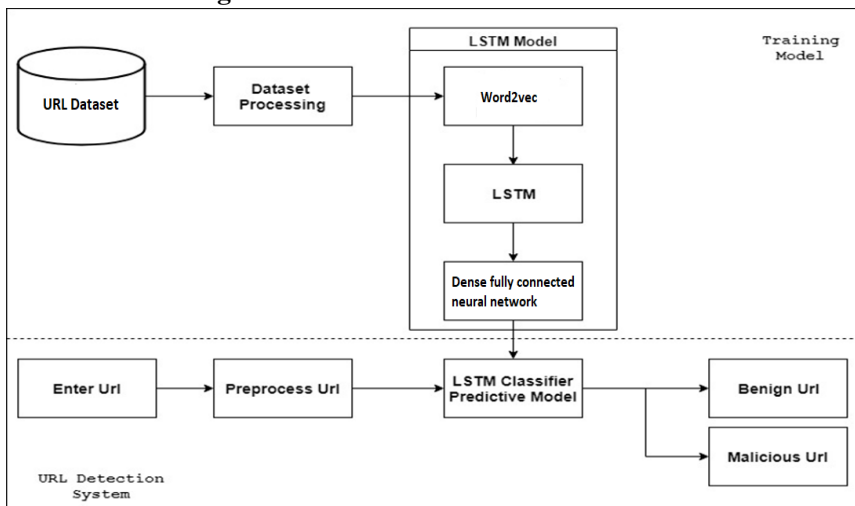 LSTM Model
Training
Model
URL Dataset
Dataset
Processing
Word2vec
LSTM
Dense fully connected
neural network
Enter Url
Preprocess Url
LSTM Classifier
Predictive Model
Benign Url
Malicious Url
URL Detection
System